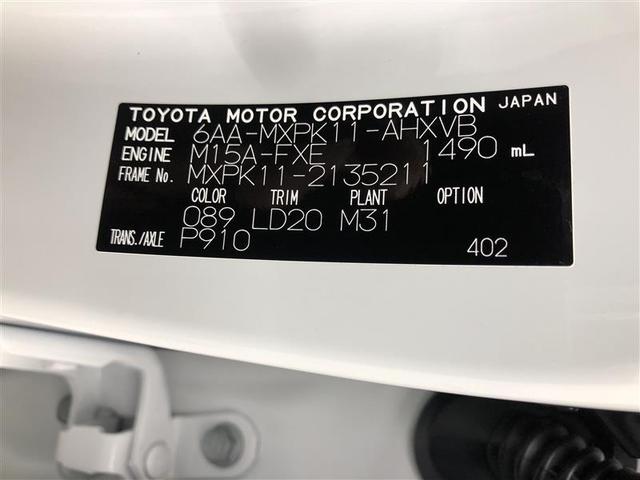 TOYOTA MOTOR CORPORATION JAPAN
MODEL 6AA-MXPK11-AHXVB
ENGINE M15A-FXE 1490 mL
FRAME No. MXPK11-2135211
COLOR TRIM PLANT OPTION
089 LD20 M31
TRANS./AXLE P910 402